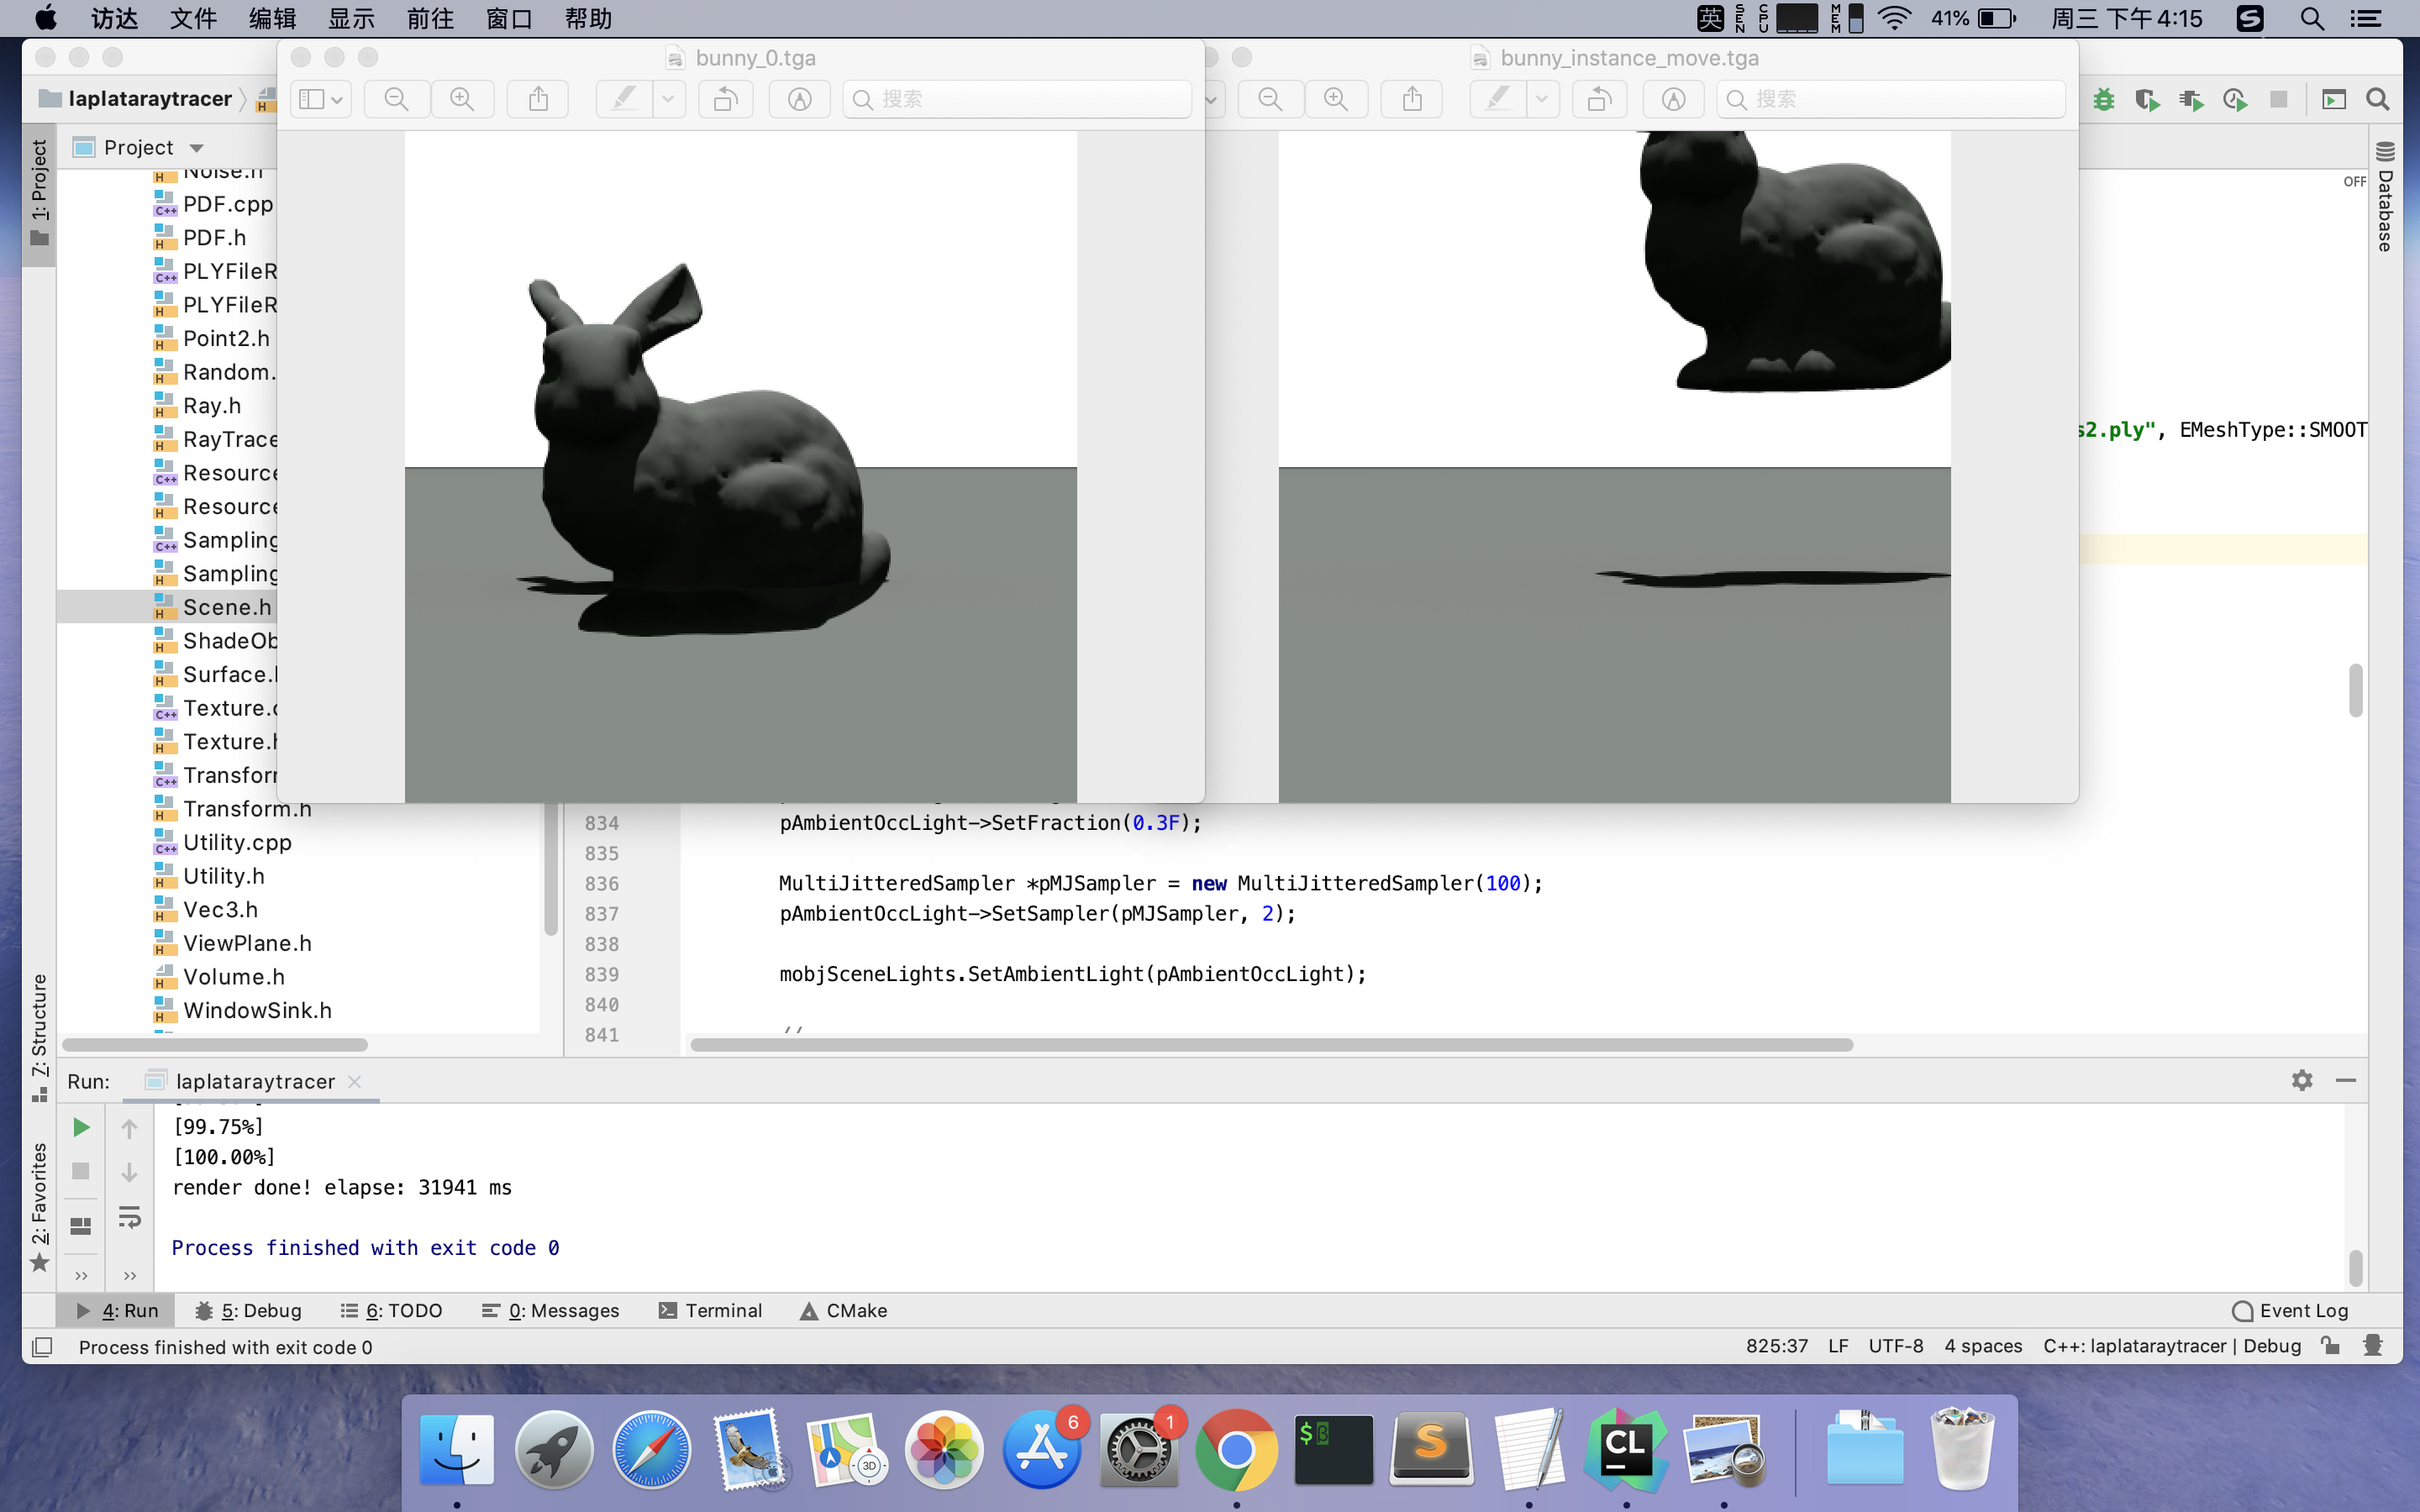 访达 文件 编辑 显示 前往 窗口 帮助
英 SEN CPU MEM 41% 周三 下午4:15
bunny_0.tga
搜索
bunny_instance_move.tga
搜索
laplataraytracer
1: Project
Project
Noise.h
PDF.cpp
PDF.h
PLYFileR
PLYFileR
Point2.h
Random.
Ray.h
RayTrace
Resource
Resource
Sampling
Sampling
Scene.h
ShadeOb
Surface.h
Texture.c
Texture.h
Transform
Transform.h
Utility.cpp
Utility.h
Vec3.h
ViewPlane.h
Volume.h
WindowSink.h
OFF
Database
s2.ply", EMeshType::SMOOT
834 pAmbientOccLight->SetFraction(0.3F);
835
836 MultiJitteredSampler *pMJSampler = new MultiJitteredSampler(100);
837 pAmbientOccLight->SetSampler(pMJSampler, 2);
838
839 mobjSceneLights.SetAmbientLight(pAmbientOccLight);
840
841 //
7: Structure
2: Favorites
Run: laplataraytracer
[99.75%]
[100.00%]
render done! elapse: 31941 ms
Process finished with exit code 0
4: Run 5: Debug 6: TODO 0: Messages Terminal CMake Event Log
Process finished with exit code 0 825:37 LF UTF-8 4 spaces C++: laplataraytracer | Debug
3D 6 1 $ S CL